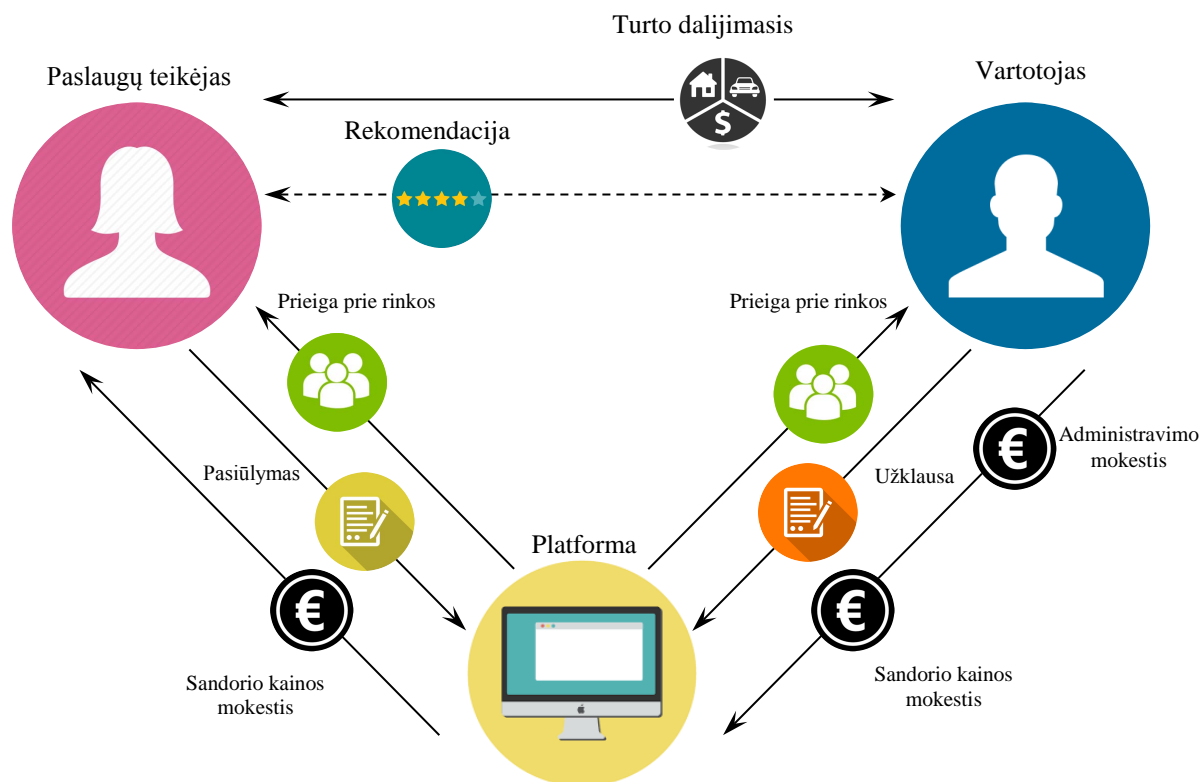 Turto dalijimasis
Paslaugų teikėjas
Vartotojas
$
Rekomendacija
Prieiga prie rinkos
Prieiga prie rinkos
€
Administravimo
mokestis
Pasiūlymas
Užklausa
Platforma
€
€
Sandorio kainos
mokestis
Sandorio kainos
mokestis